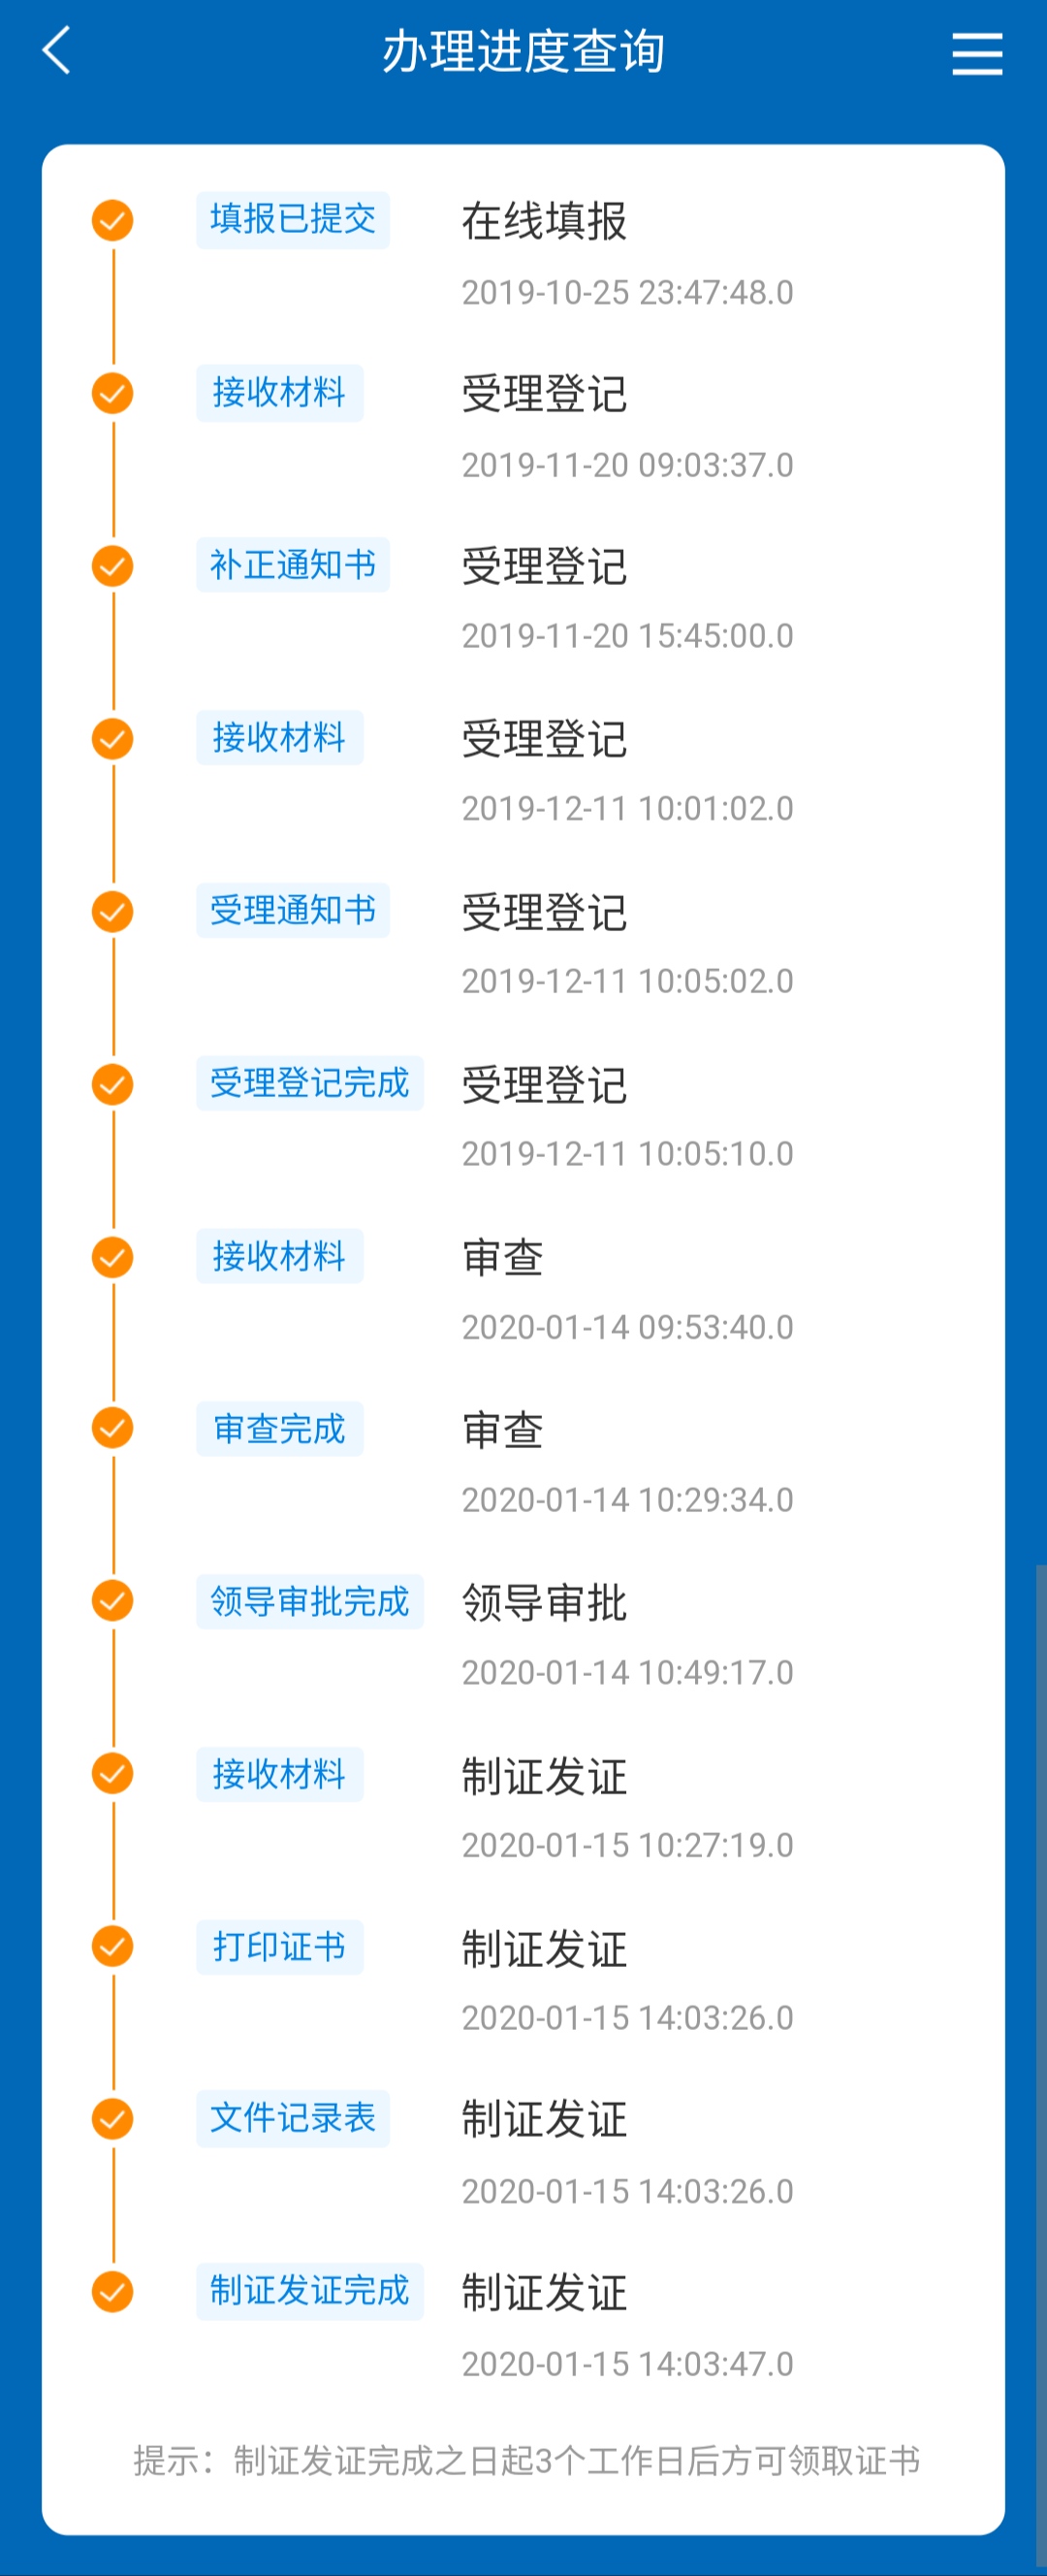 办理进度查询
填报已提交 在线填报
2019-10-25 23:47:48.0
接收材料 受理登记
2019-11-20 09:03:37.0
补正通知书 受理登记
2019-11-20 15:45:00.0
接收材料 受理登记
2019-12-11 10:01:02.0
受理通知书 受理登记
2019-12-11 10:05:02.0
受理登记完成 受理登记
2019-12-11 10:05:10.0
接收材料 审查
2020-01-14 09:53:40.0
审查完成 审查
2020-01-14 10:29:34.0
领导审批完成 领导审批
2020-01-14 10:49:17.0
接收材料 制证发证
2020-01-15 10:27:19.0
打印证书 制证发证
2020-01-15 14:03:26.0
文件记录表 制证发证
2020-01-15 14:03:26.0
制证发证完成 制证发证
2020-01-15 14:03:47.0
提示：制证发证完成之日起3个工作日后方可领取证书